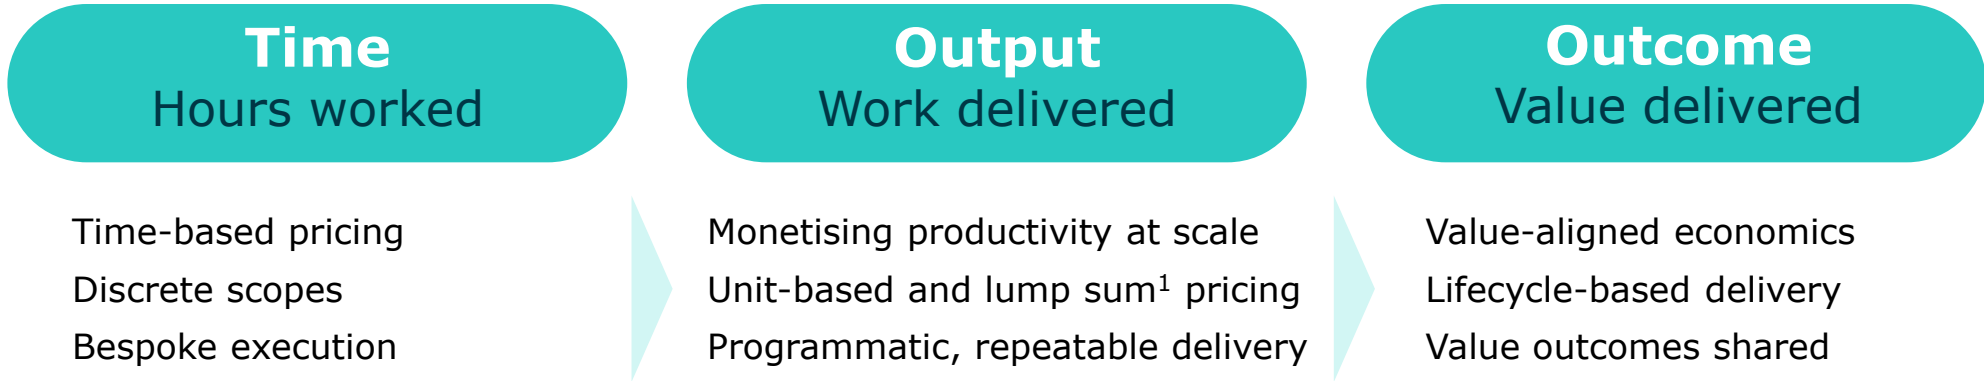 Time
Hours worked
Time-based pricing
Discrete scopes
Bespoke execution
Output
Work delivered
Monetising productivity at scale
Unit-based and lump sum¹ pricing
Programmatic, repeatable delivery
Outcome
Value delivered
Value-aligned economics
Lifecycle-based delivery
Value outcomes shared